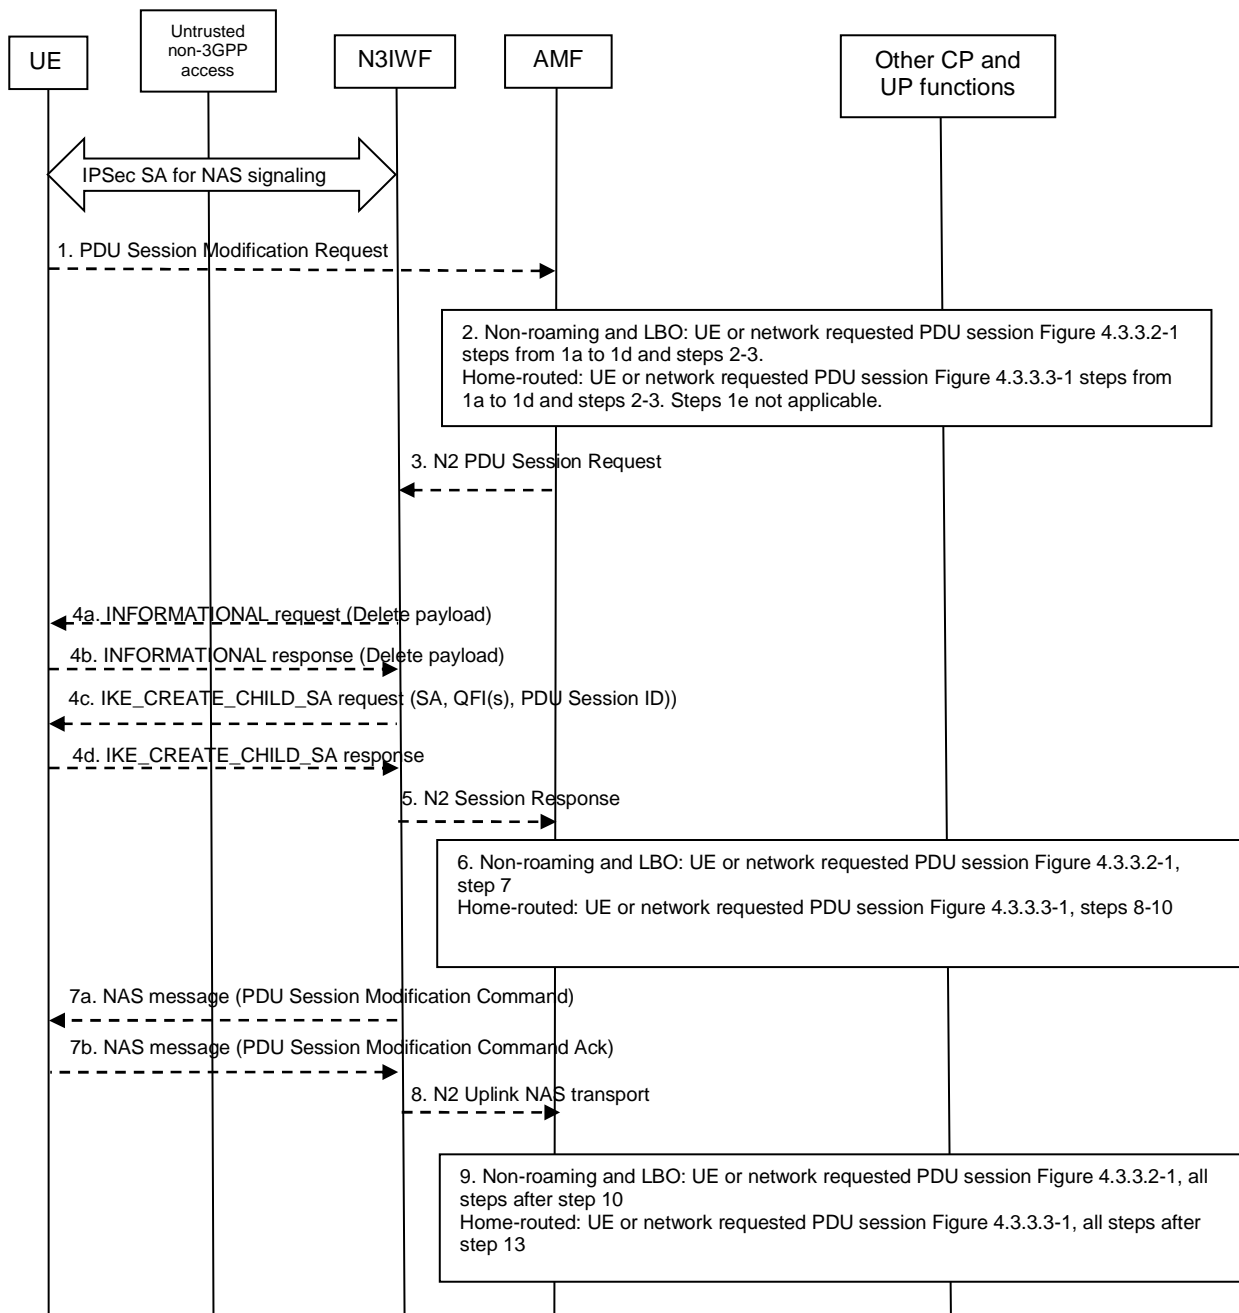 UE
Untrusted
non-3GPP
access
N3IWF
AMF
Other CP and
UP functions
IPSec SA for NAS signaling
1. PDU Session Modification Request
2. Non-roaming and LBO: UE or network requested PDU session Figure 4.3.3.2-1
steps from 1a to 1d and steps 2-3.
Home-routed: UE or network requested PDU session Figure 4.3.3.3-1 steps from
1a to 1d and steps 2-3. Steps 1e not applicable.
3. N2 PDU Session Request
4a. INFORMATIONAL request (Delete payload)
4b. INFORMATIONAL response (Delete payload)
4c. IKE_CREATE_CHILD_SA request (SA, QFI(s), PDU Session ID))
4d. IKE_CREATE_CHILD_SA response
5. N2 Session Response
6. Non-roaming and LBO: UE or network requested PDU session Figure 4.3.3.2-1,
step 7
Home-routed: UE or network requested PDU session Figure 4.3.3.3-1, steps 8-10
7a. NAS message (PDU Session Modification Command)
7b. NAS message (PDU Session Modification Command Ack)
8. N2 Uplink NAS transport
9. Non-roaming and LBO: UE or network requested PDU session Figure 4.3.3.2-1, all
steps after step 10
Home-routed: UE or network requested PDU session Figure 4.3.3.3-1, all steps after
step 13